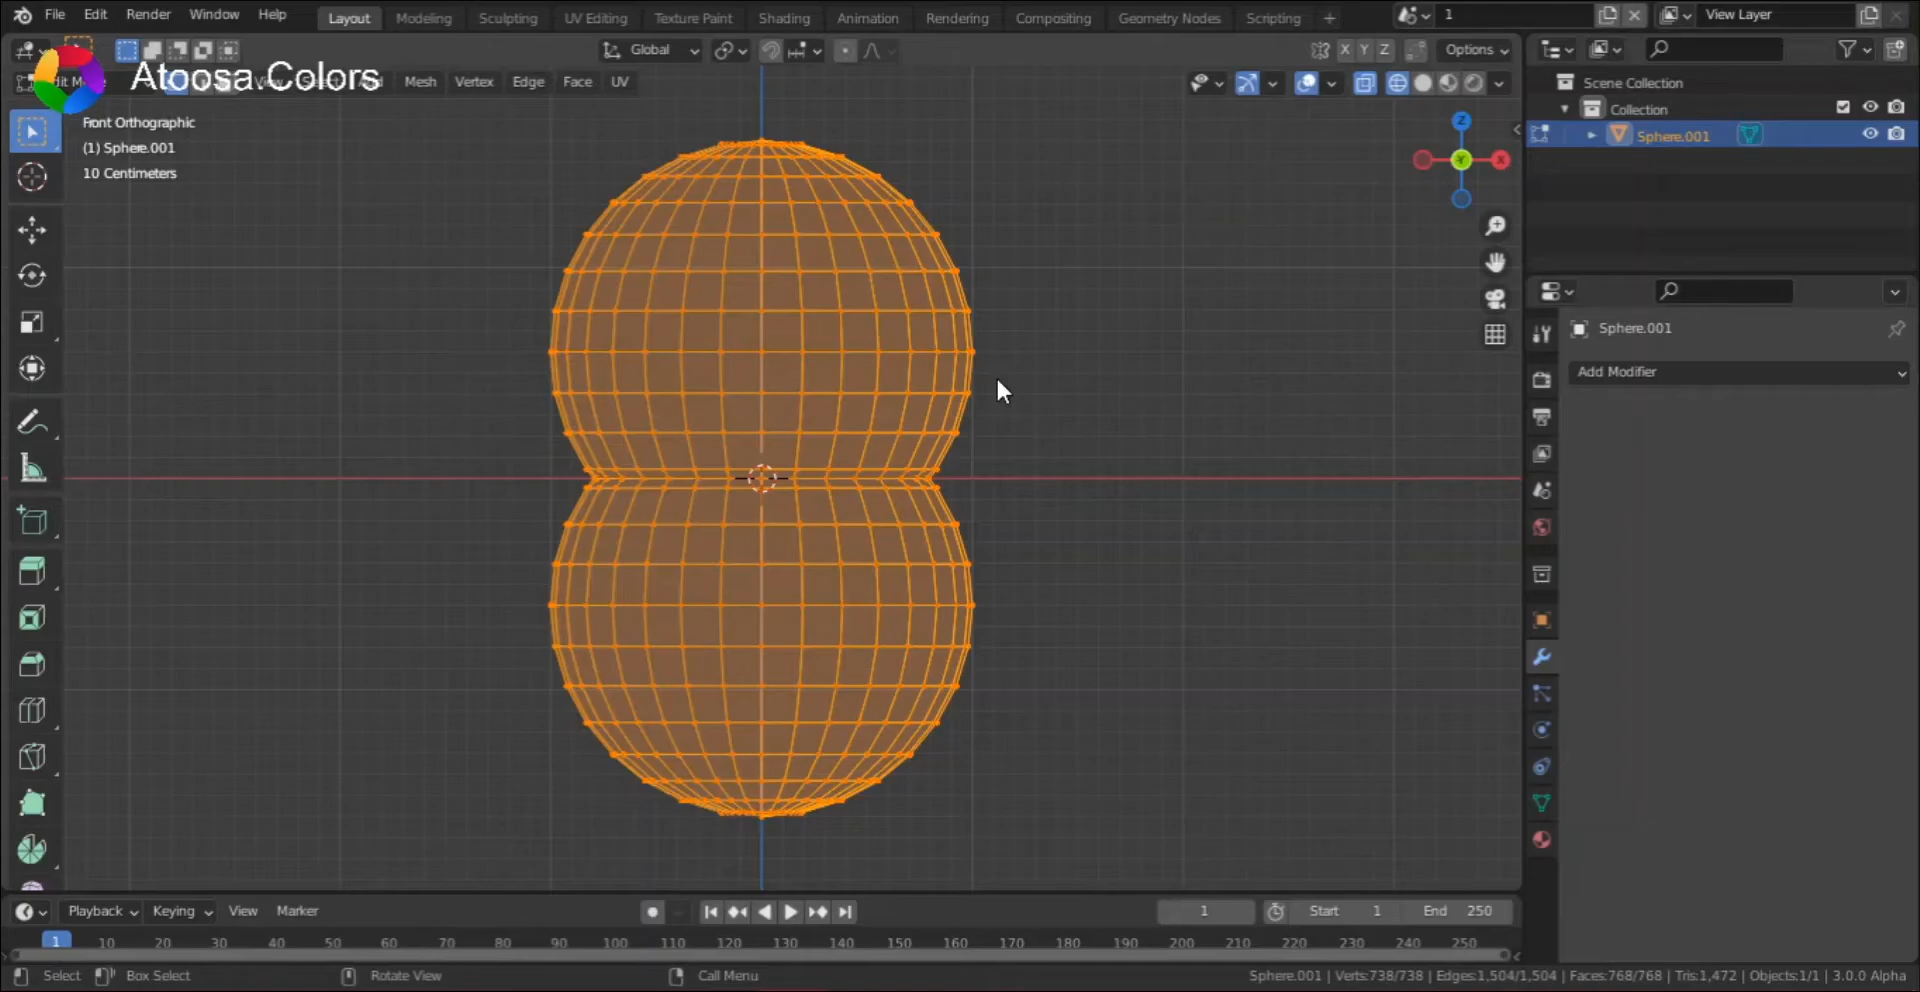 File Edit Render Window Help
Layout Modeling Sculpting UV Editing Texture Paint Shading Animation Rendering Compositing Geometry Nodes Scripting +
1
View Layer
Global
X Y Z
Options
Atoosa.Colors
Mesh Vertex Edge Face UV
Scene Collection
Collection
Sphere.001
Front Orthographic
(1) Sphere.001
10 Centimeters
Z
Y
X
Sphere.001
Add Modifier
Playback Keying View Marker
1
Start 1
End 250
1 10 20 30 40 50 60 70 80 90 100 110 120 130 140 150 160 170 180 190 200 210 220 230 240 250
Select Box Select Rotate View Call Menu
Sphere.001 | Verts:738/738 | Edges:1,504/1,504 | Faces:768/768 | Tris:1,472 | Objects:1/1 | 3.0.0 Alpha